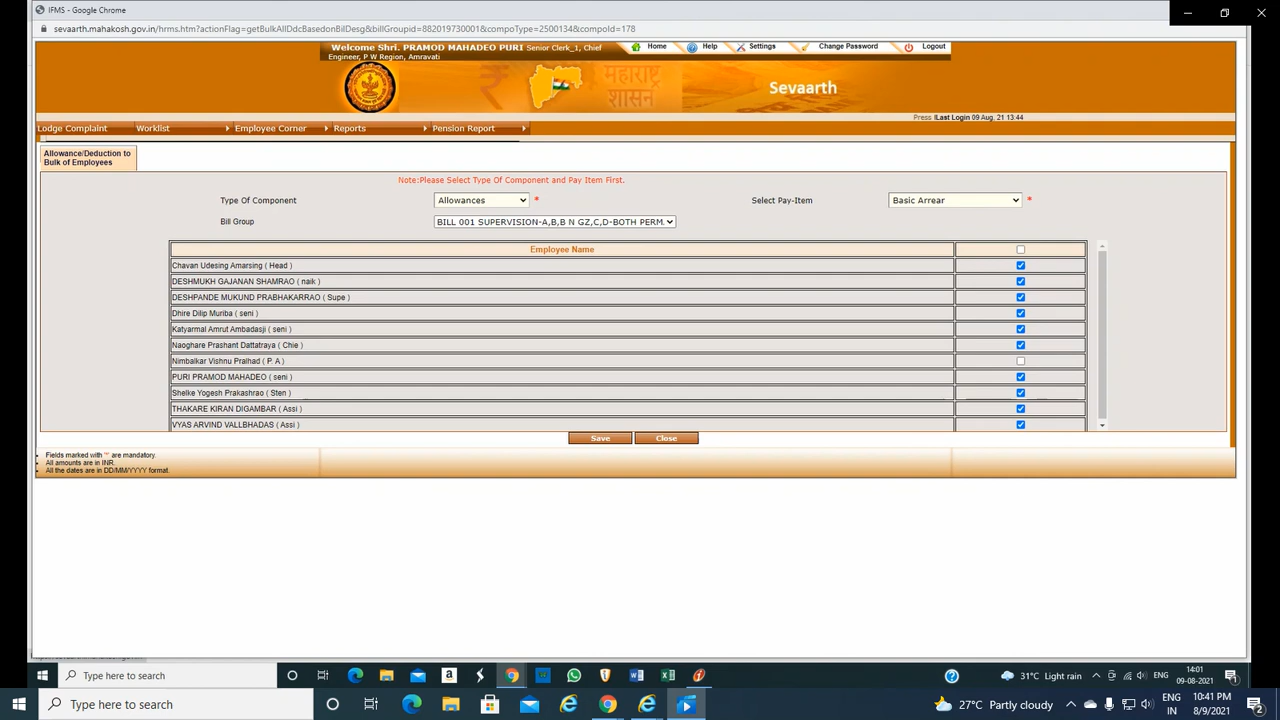 IFMS - Google Chrome
sevaarth.mahakosh.gov.in/hrms.htm?actionFlag=getBulkAllDdcBasedonBilDesg&billGroupid=882019730001&compoType=2500134&compoId=178
Welcome Shri. PRAMOD MAHADEO PURI Senior Clerk_1, Chief
Engineer, P.W Region, Amravati
Home Help Settings Change Password Logout
महाराष्ट्र
शासन
Sevaarth
Press Last Login 09 Aug, 21 13:44
Lodge Complaint Worklist Employee Corner Reports Pension Report
Allowance/Deduction to
Bulk of Employees
Note:Please Select Type Of Component and Pay Item First.
Type Of Component Allowances * Select Pay-Item Basic Arrear *
Bill Group BILL 001 SUPERVISION-A,B,B N GZ,C,D-BOTH PERM.
Employee Name
Chavan Udesing Amarsing ( Head )
DESHMUKH GAJANAN SHAMRAO ( naik )
DESHPANDE MUKUND PRABHAKARRAO ( Supe )
Dhire Dilip Muriba ( seni )
Katyarmal Amrut Ambadasji ( seni )
Naoghare Prashant Dattatraya ( Chie )
Nimbalkar Vishnu Pralhad ( P. A )
PURI PRAMOD MAHADEO ( seni )
Shelke Yogesh Prakashrao ( Sten )
THAKARE KIRAN DIGAMBAR ( Assi )
VYAS ARVIND VALLBHADAS ( Assi )
Save Close
Fields marked with '*' are mandatory.
All amounts are in INR.
All the dates are in DD/MM/YYYY format.
Type here to search 31°C Light rain ENG 14:01
09-08-2021
Type here to search 27°C Partly cloudy ENG 10:41 PM
IN 8/9/2021